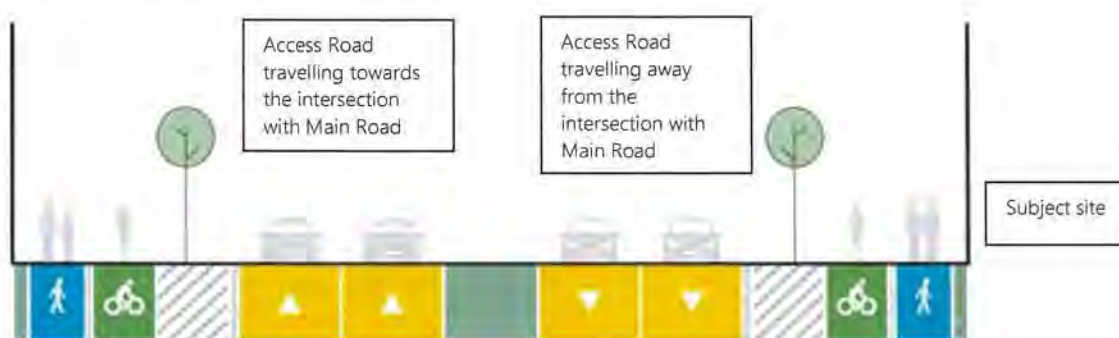 Access Road
travelling towards
the intersection
with Main Road
Access Road
travelling away
from the
intersection with
Main Road
Subject site